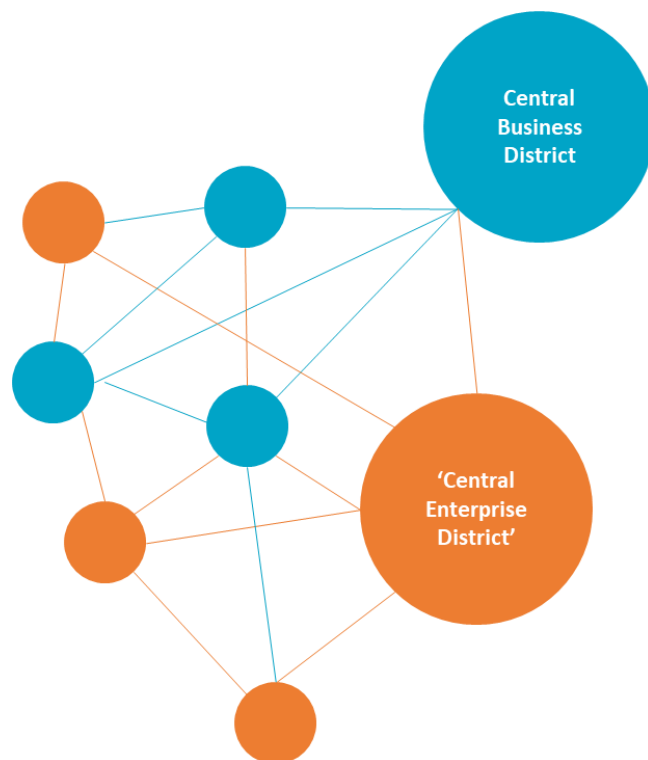 Central
Business
District
‘Central
Enterprise
District’